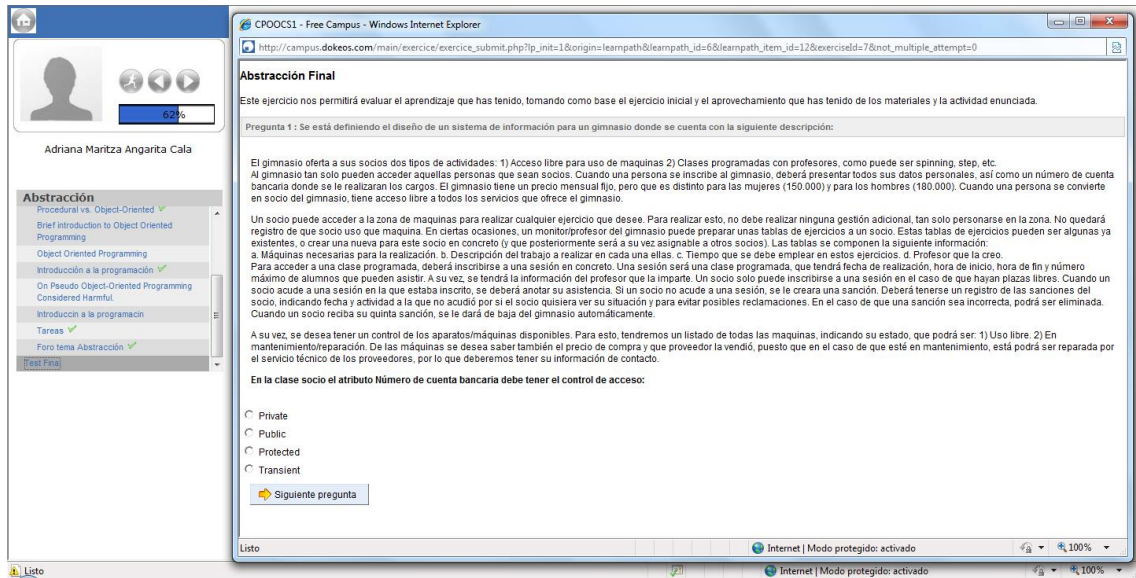 CPOOCS1 - Free Campus - Windows Internet Explorer
http://campus.dokeos.com/main/exercice/exercice_submit.php?lp_init=1&origin=learnpath&learnpath_id=6&learnpath_item_id=12&exerciseId=7&not_multiple_attempt=0
62%
Adriana Maritza Angarita Cala
Abstracción
Procedural vs. Object-Oriented
Brief introduction to Object Oriented
Programming
Object Oriented Programming
Introducción a la programación
On Pseudo Object-Oriented Programming
Considered Harmful.
Introduccin a la programacin
Tareas
Foro tema Abstracción
Test Final
Abstracción Final
Este ejercicio nos permitirá evaluar el aprendizaje que has tenido, tomando como base el ejercicio inicial y el aprovechamiento que has tenido de los materiales y la actividad enunciada.
Pregunta 1 : Se está definiendo el diseño de un sistema de información para un gimnasio donde se cuenta con la siguiente descripción:
El gimnasio oferta a sus socios dos tipos de actividades: 1) Acceso libre para uso de maquinas 2) Clases programadas con profesores, como puede ser spinning, step, etc.
Al gimnasio tan solo pueden acceder aquellas personas que sean socios. Cuando una persona se inscribe al gimnasio, deberá presentar todos sus datos personales, así como un número de cuenta
bancaria donde se le realizaran los cargos. El gimnasio tiene un precio mensual fijo, pero que es distinto para las mujeres (150.000) y para los hombres (180.000). Cuando una persona se convierte
en socio del gimnasio, tiene acceso libre a todos los servicios que ofrece el gimnasio.
Un socio puede acceder a la zona de maquinas para realizar cualquier ejercicio que desee. Para realizar esto, no debe realizar ninguna gestión adicional, tan solo personarse en la zona. No quedará
registro de que socio uso que maquina. En ciertas ocasiones, un monitor/profesor del gimnasio puede preparar unas tablas de ejercicios a un socio. Estas tablas de ejercicios pueden ser algunas ya
existentes, o crear una nueva para este socio en concreto (y que posteriormente será a su vez asignable a otros socios). Las tablas se componen la siguiente información:
a. Máquinas necesarias para la realización. b. Descripción del trabajo a realizar en cada una ellas. c. Tiempo que se debe emplear en estos ejercicios. d. Profesor que la creo.
Para acceder a una clase programada, deberá inscribirse a una sesión en concreto. Una sesión será una clase programada, que tendrá fecha de realización, hora de inicio, hora de fin y número
máximo de alumnos que pueden asistir. A su vez, se tendrá la información del profesor que la imparte. Un socio solo puede inscribirse a una sesión en el caso de que hayan plazas libres. Cuando un
socio acude a una sesión en la que estaba inscrito, se deberá anotar su asistencia. Si un socio no acude a una sesión, se le creara una sanción. Deberá tenerse un registro de las sanciones del
socio, indicando fecha y actividad a la que no acudió por si el socio quisiera ver su situación y para evitar posibles reclamaciones. En el caso de que una sanción sea incorrecta, podrá ser eliminada.
Cuando un socio reciba su quinta sanción, se le dará de baja del gimnasio automáticamente.
A su vez, se desea tener un control de los aparatos/máquinas disponibles. Para esto, tendremos un listado de todas las maquinas, indicando su estado, que podrá ser: 1) Uso libre. 2) En
mantenimiento/reparación. De las máquinas se desea saber también el precio de compra y que proveedor la vendió, puesto que en el caso de que esté en mantenimiento, está podrá ser reparada por
el servicio técnico de los proveedores, por lo que deberemos tener su información de contacto.
En la clase socio el atributo Número de cuenta bancaria debe tener el control de acceso:
Private
Public
Protected
Transient
Siguiente pregunta
Listo
Internet | Modo protegido: activado
100%
Listo
Internet | Modo protegido: activado
100%